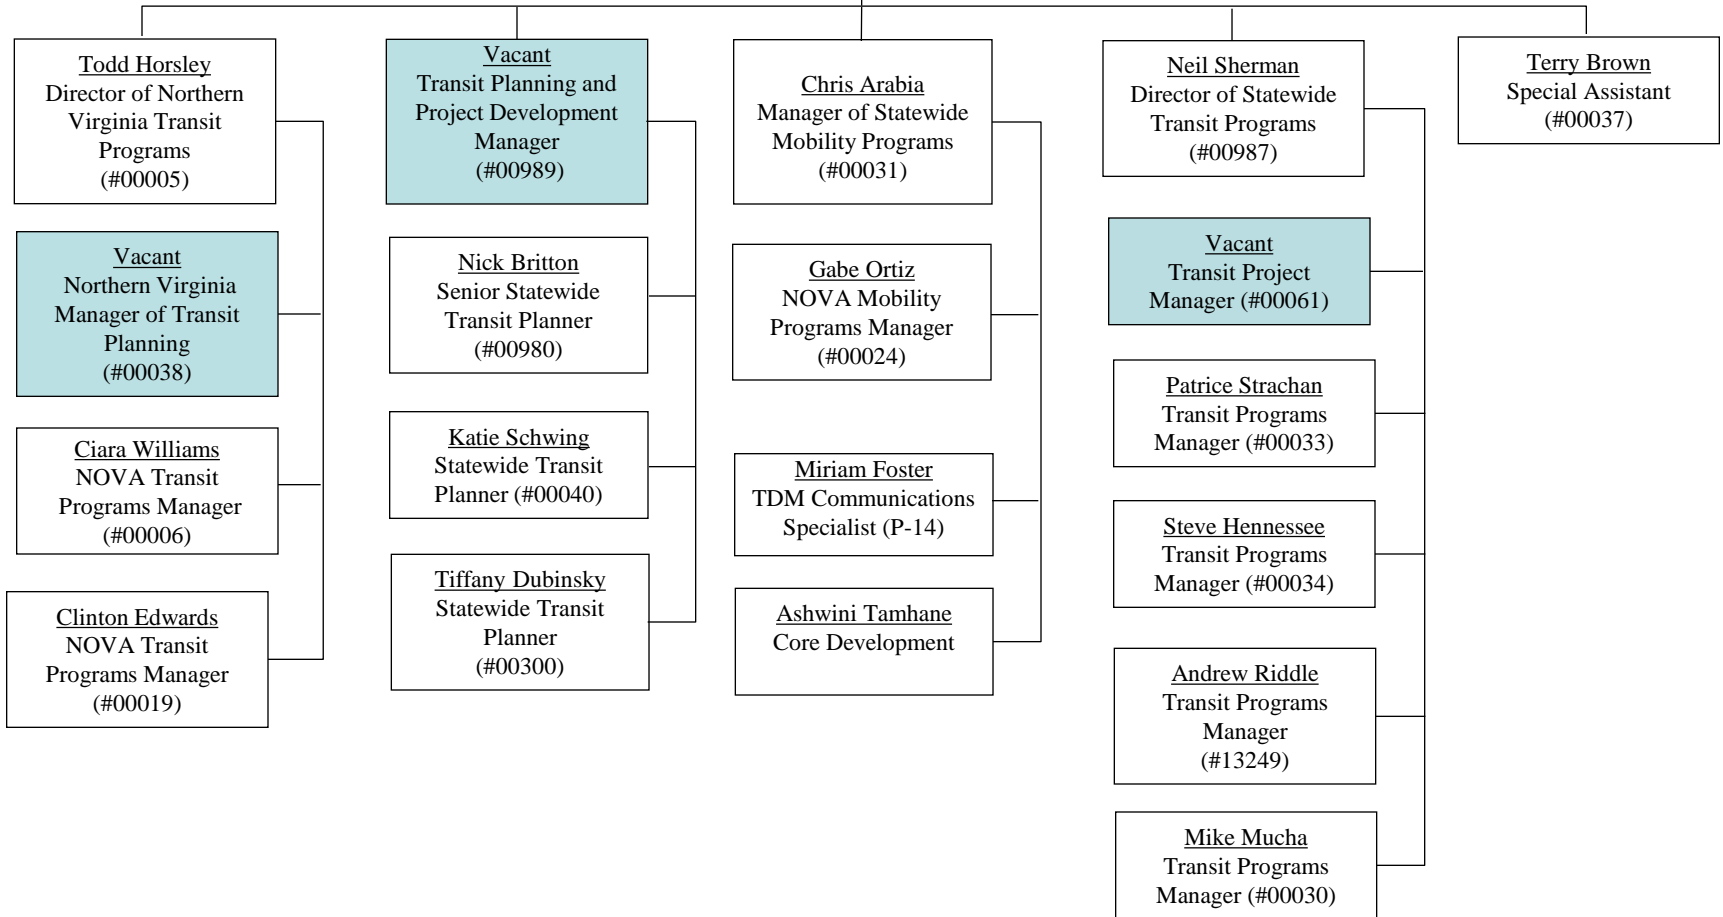 Todd Horsley
Director of Northern
Virginia Transit
Programs
(#00005)
Vacant
Northern Virginia
Manager of Transit
Planning
(#00038)
Ciara Williams
NOVA Transit
Programs Manager
(#00006)
Clinton Edwards
NOVA Transit
Programs Manager
(#00019)
Vacant
Transit Planning and
Project Development
Manager
(#00989)
Nick Britton
Senior Statewide
Transit Planner
(#00980)
Katie Schwing
Statewide Transit
Planner (#00040)
Tiffany Dubinsky
Statewide Transit
Planner
(#00300)
Chris Arabia
Manager of Statewide
Mobility Programs
(#00031)
Gabe Ortiz
NOVA Mobility
Programs Manager
(#00024)
Miriam Foster
TDM Communications
Specialist (P-14)
Ashwini Tamhane
Core Development
Neil Sherman
Director of Statewide
Transit Programs
(#00987)
Vacant
Transit Project
Manager (#00061)
Patrice Strachan
Transit Programs
Manager (#00033)
Steve Hennessee
Transit Programs
Manager (#00034)
Andrew Riddle
Transit Programs
Manager
(#13249)
Mike Mucha
Transit Programs
Manager (#00030)
Terry Brown
Special Assistant
(#00037)